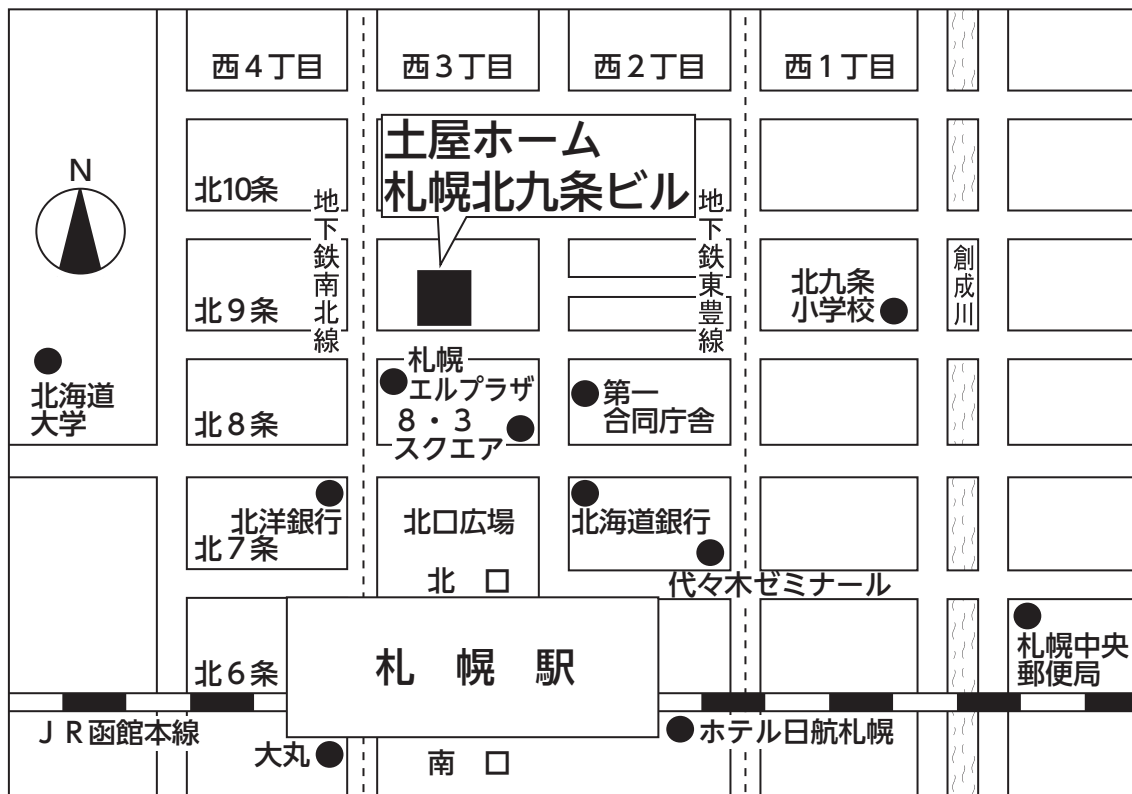 西4丁目
西3丁目
西2丁目
西1丁目
土屋ホーム
札幌北九条ビル
N
北10条
地下鉄南北線
地下鉄東豊線
北9条
北九条
小学校
創成川
北海道
大学
北8条
札幌
エルプラザ
8・3
スクエア
第一
合同庁舎
北洋銀行
北7条
北口広場
北海道銀行
北 口
代々木ゼミナール
北6条
札 幌 駅
札幌中央
郵便局
JR函館本線
大丸
南 口
ホテル日航札幌